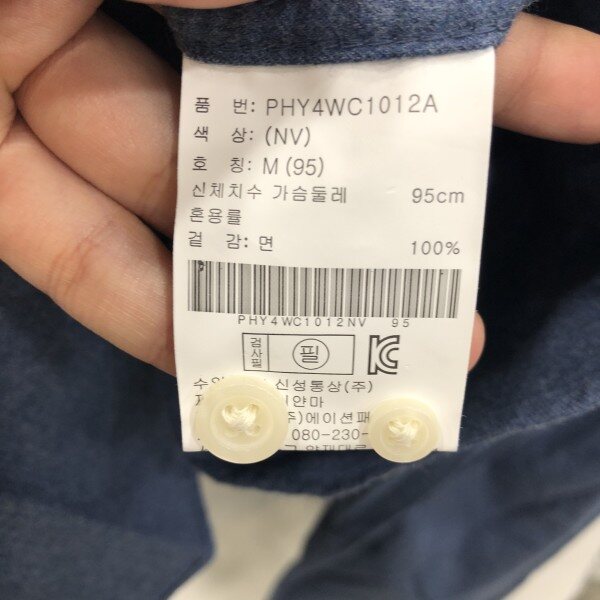 품 번: PHY4WC1012A
색 상: (NV)
호 칭: M (95)
신체치수 가슴둘레 95cm
혼용률
겉 감: 면 100%
PHY4WC1012NV 95
검사필 필 KC
신성통상(주)
(주)에이션패
080-230-